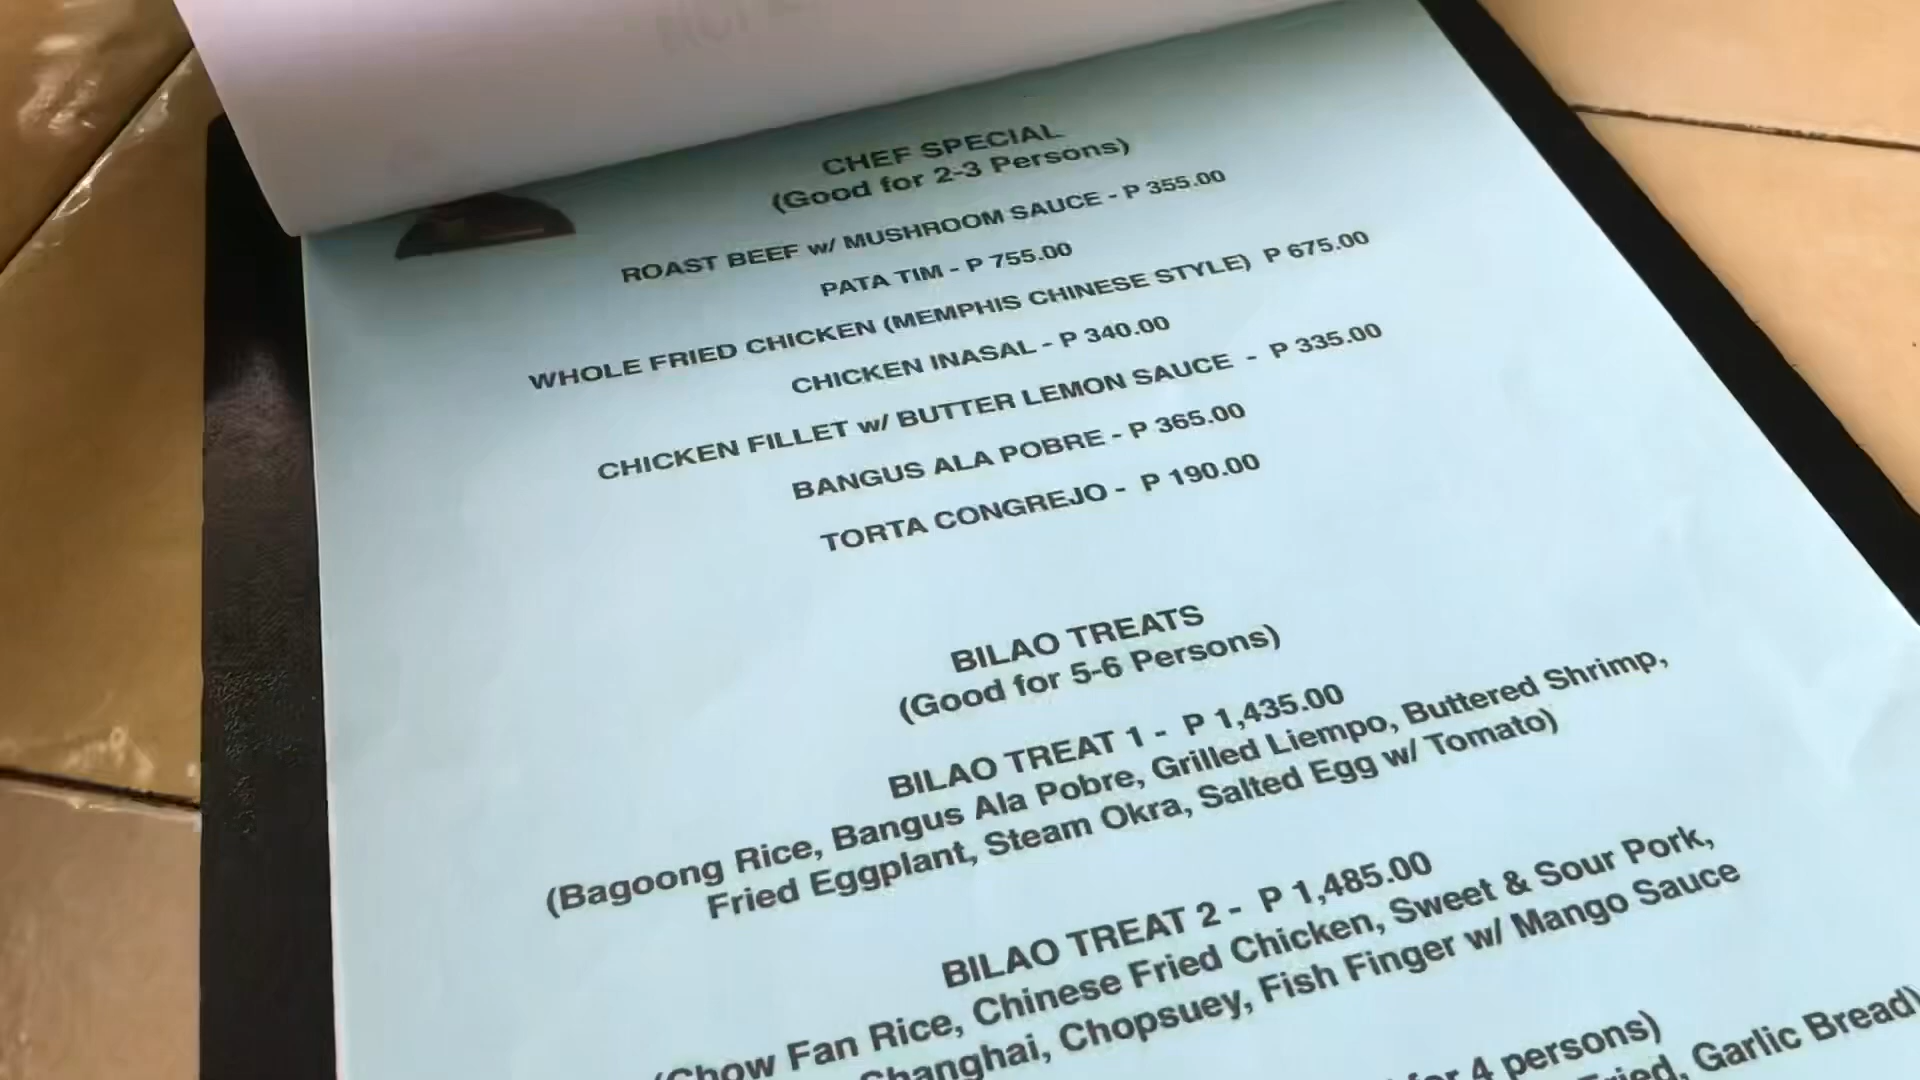 CHEF SPECIAL
(Good for 2-3 Persons)
ROAST BEEF w/ MUSHROOM SAUCE - P 355.00
PATA TIM - P 755.00
WHOLE FRIED CHICKEN (MEMPHIS CHINESE STYLE) P 675.00
CHICKEN INASAL - P 340.00
CHICKEN FILLET w/ BUTTER LEMON SAUCE - P 335.00
BANGUS ALA POBRE - P 365.00
TORTA CONGREJO - P 190.00
BILAO TREATS
(Good for 5-6 Persons)
BILAO TREAT 1 - P 1,435.00
(Bagoong Rice, Bangus Ala Pobre, Grilled Liempo, Buttered Shrimp,
Fried Eggplant, Steam Okra, Salted Egg w/ Tomato)
BILAO TREAT 2 - P 1,485.00
(Chow Fan Rice, Chinese Fried Chicken, Sweet & Sour Pork,
Shanghai, Chopsuey, Fish Finger w/ Mango Sauce
for 4 persons)
Fried, Garlic Bread)